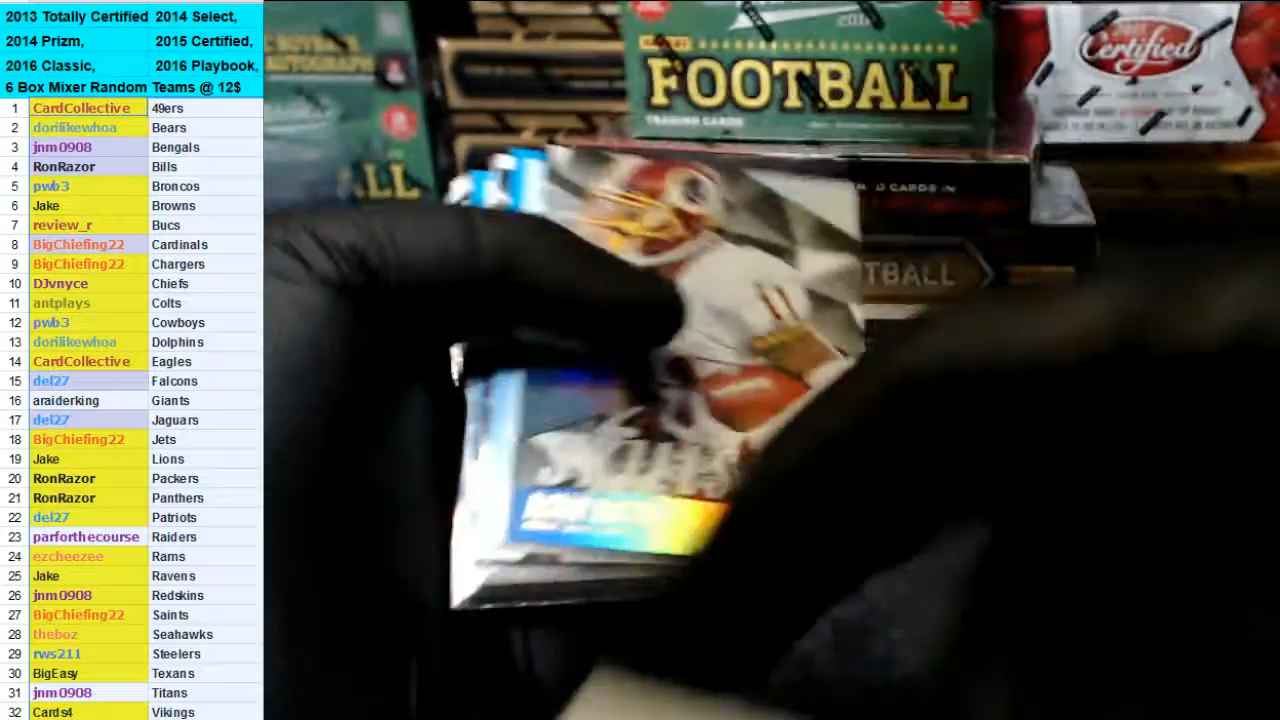 2013 Totally Certified 2014 Select,
2014 Prizm, 2015 Certified,
2016 Classic, 2016 Playbook,
6 Box Mixer Random Teams @ 12$
1 CardCollective 49ers
2 dorilikewhoa Bears
3 jnm0908 Bengals
4 RonRazor Bills
5 pwb3 Broncos
6 Jake Browns
7 review_r Bucs
8 BigChiefing22 Cardinals
9 BigChiefing22 Chargers
10 DJvnyce Chiefs
11 antplays Colts
12 pwb3 Cowboys
13 dorilikewhoa Dolphins
14 CardCollective Eagles
15 del27 Falcons
16 araiderking Giants
17 del27 Jaguars
18 BigChiefing22 Jets
19 Jake Lions
20 RonRazor Packers
21 RonRazor Panthers
22 del27 Patriots
23 parforthecourse Raiders
24 ezcheezee Rams
25 Jake Ravens
26 jnm0908 Redskins
27 BigChiefing22 Saints
28 theboz Seahawks
29 rws211 Steelers
30 BigEasy Texans
31 jnm0908 Titans
32 Cards4 Vikings
FOOTBALL
TRADING CARDS
Certified
CARDS IN
TBALL
ALL